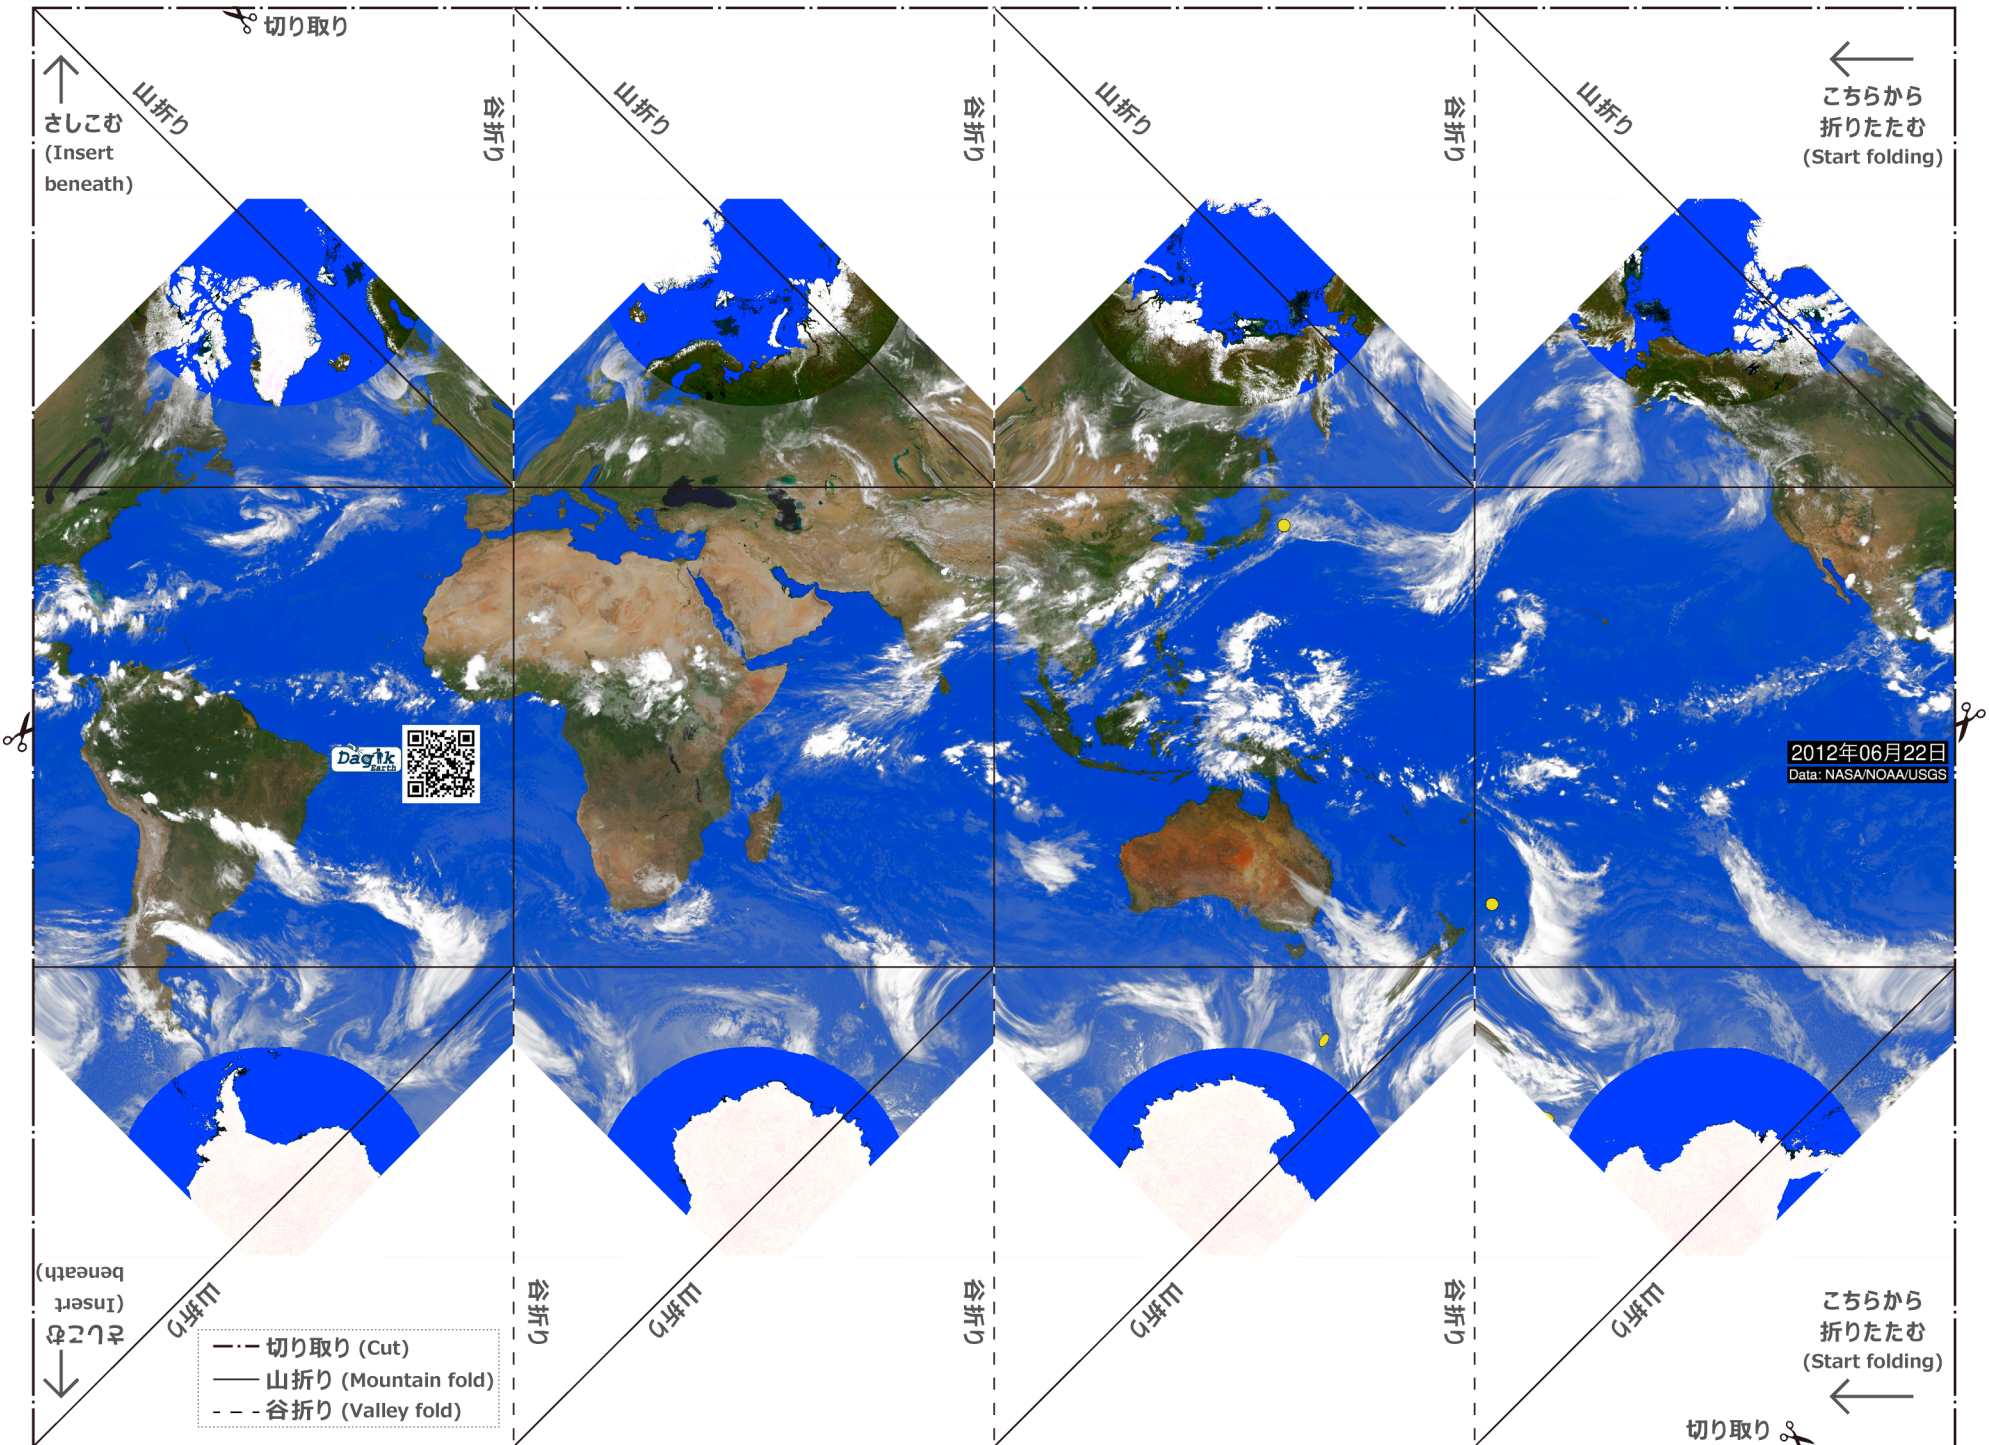 切り取り
さしこむ
(Insert
beneath)
山折り
谷折り
山折り
谷折り
山折り
谷折り
山折り
こちらから
折りたたむ
(Start folding)
Dagik
Earth
2012年06月22日
Data: NASA/NOAA/USGS
さしこむ
(Insert
beneath)
山折り
谷折り
山折り
谷折り
山折り
谷折り
山折り
こちらから
折りたたむ
(Start folding)
切り取り (Cut)
山折り (Mountain fold)
谷折り (Valley fold)
切り取り